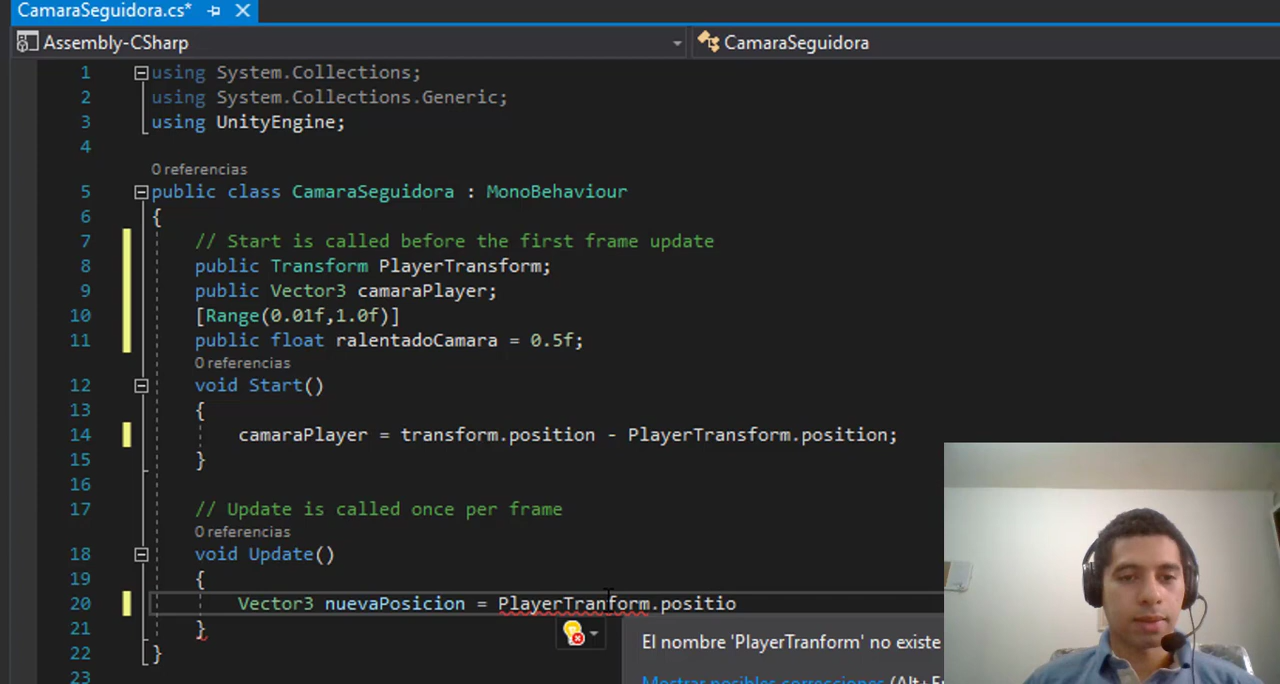 CamaraSeguidora.cs*
Assembly-CSharp CamaraSeguidora
1 using System.Collections;
2 using System.Collections.Generic;
3 using UnityEngine;
4
0 referencias
5 public class CamaraSeguidora : MonoBehaviour
6 {
7 // Start is called before the first frame update
8 public Transform PlayerTransform;
9 public Vector3 camaraPlayer;
10 [Range(0.01f,1.0f)]
11 public float ralentadoCamara = 0.5f;
0 referencias
12 void Start()
13 {
14 camaraPlayer = transform.position - PlayerTransform.position;
15 }
16
17 // Update is called once per frame
0 referencias
18 void Update()
19 {
20 Vector3 nuevaPosicion = PlayerTranform.positio
21 }
El nombre 'PlayerTranform' no existe
22 }
Mostrar posibles correcciones (Alt+E
23